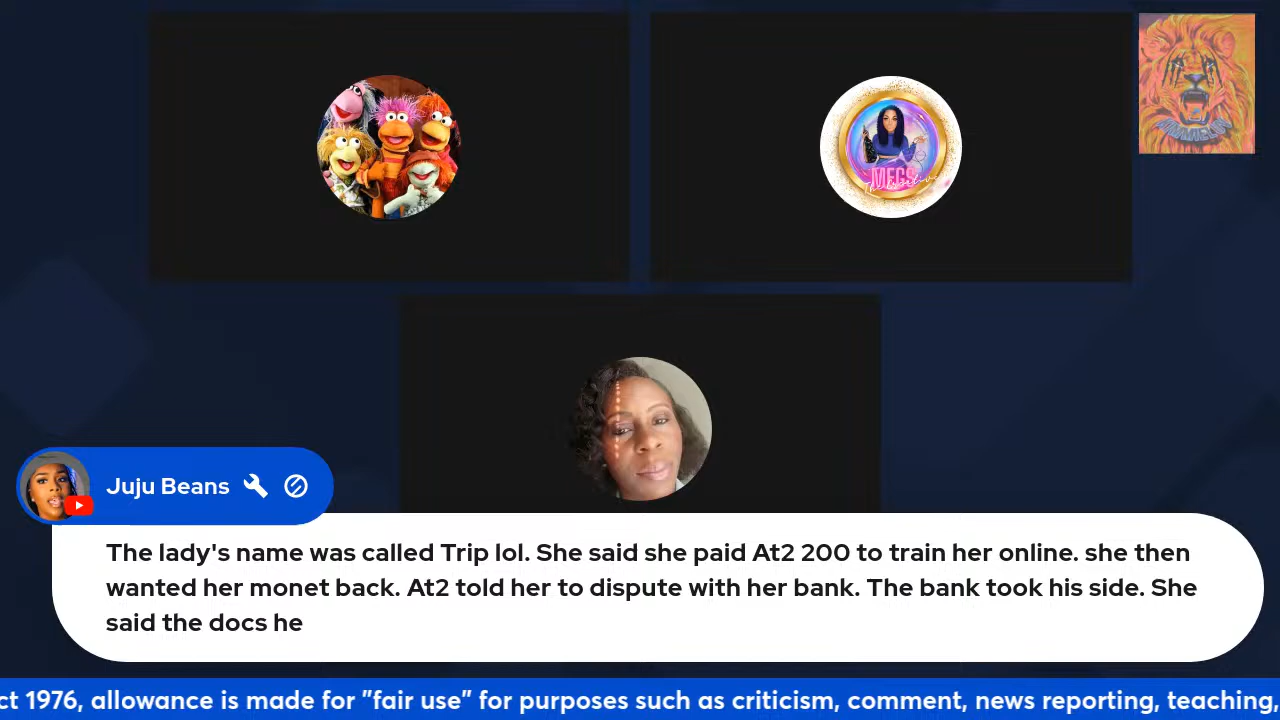 MEGS
Juju Beans
The lady's name was called Trip lol. She said she paid At2 200 to train her online. she then
wanted her monet back. At2 told her to dispute with her bank. The bank took his side. She
said the docs he
ct 1976, allowance is made for "fair use" for purposes such as criticism, comment, news reporting, teaching,